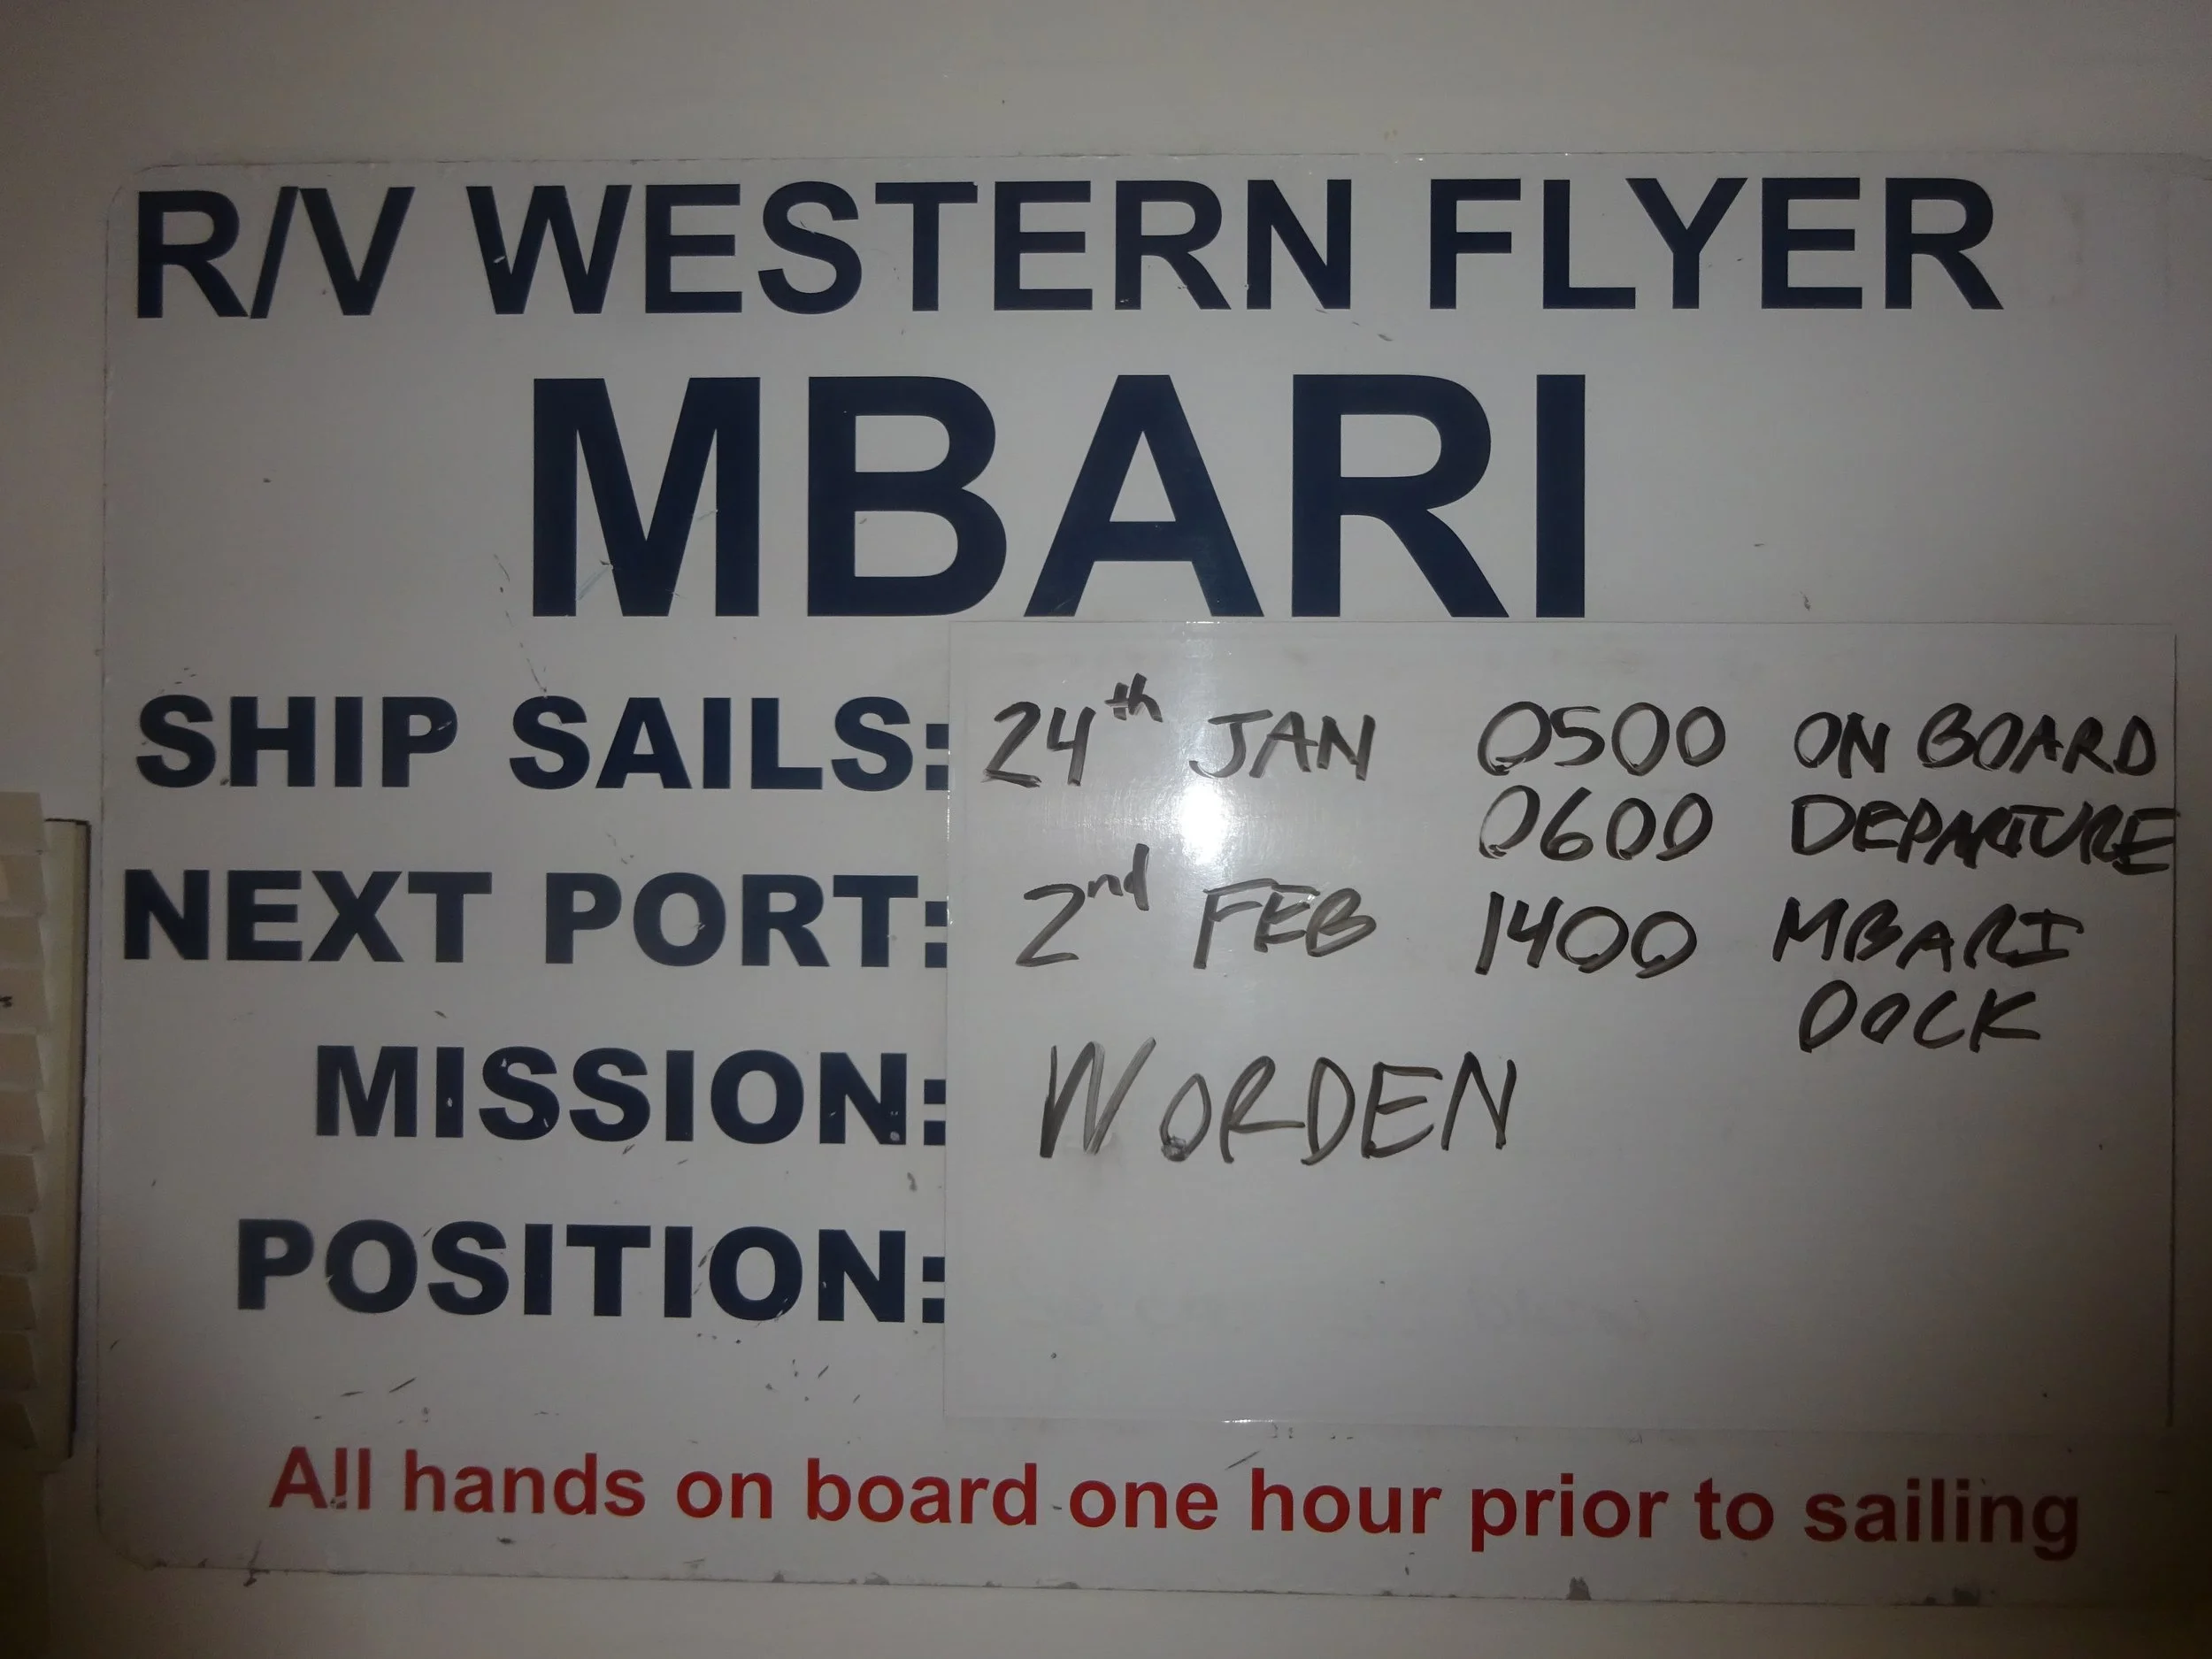 R/V WESTERN FLYER
MBARI
SHIP SAILS: 24th JAN 0500 ON BOARD
0600 DEPARTURE
NEXT PORT: 2nd FEB 1400 MBARI
DOCK
MISSION: WORDEN
POSITION:
All hands on board one hour prior to sailing